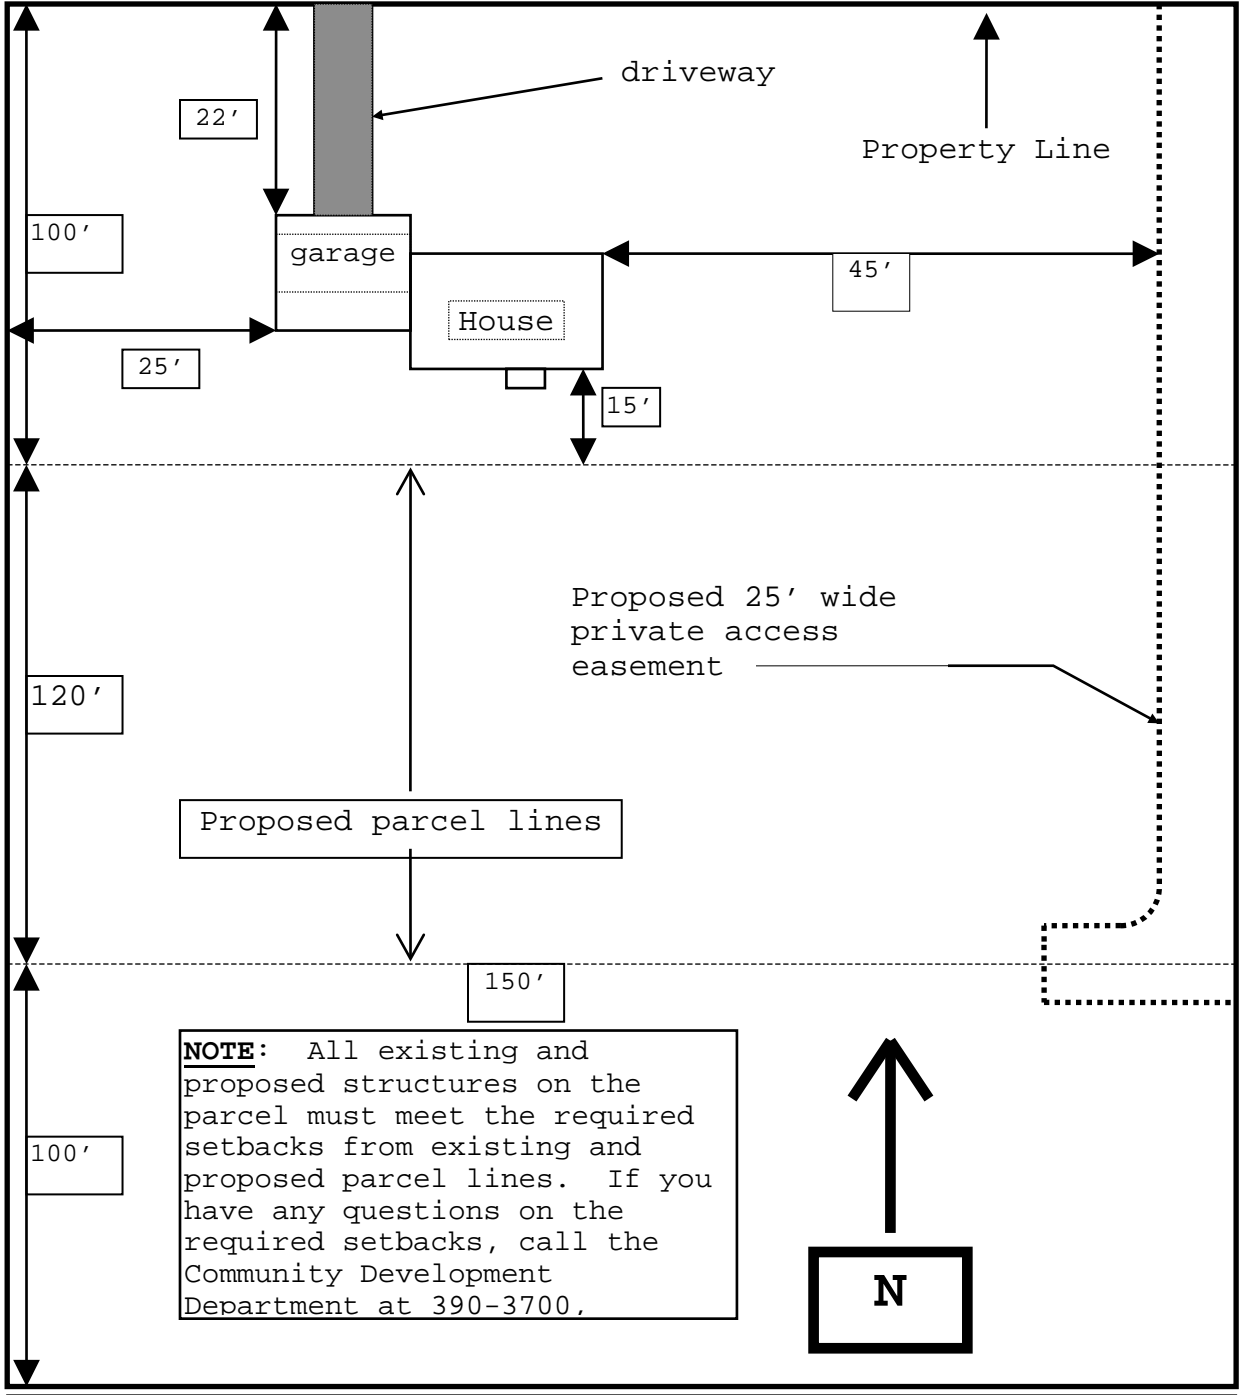 driveway
22′
Property Line
100′
garage
45′
House
25′
15′
Proposed 25′ wide
private access
easement
120′
Proposed parcel lines
150′
NOTE:  All existing and
proposed structures on the
parcel must meet the required
setbacks from existing and
proposed parcel lines.  If you
have any questions on the
required setbacks, call the
Community Development
Department at 390-3700,
100′
N